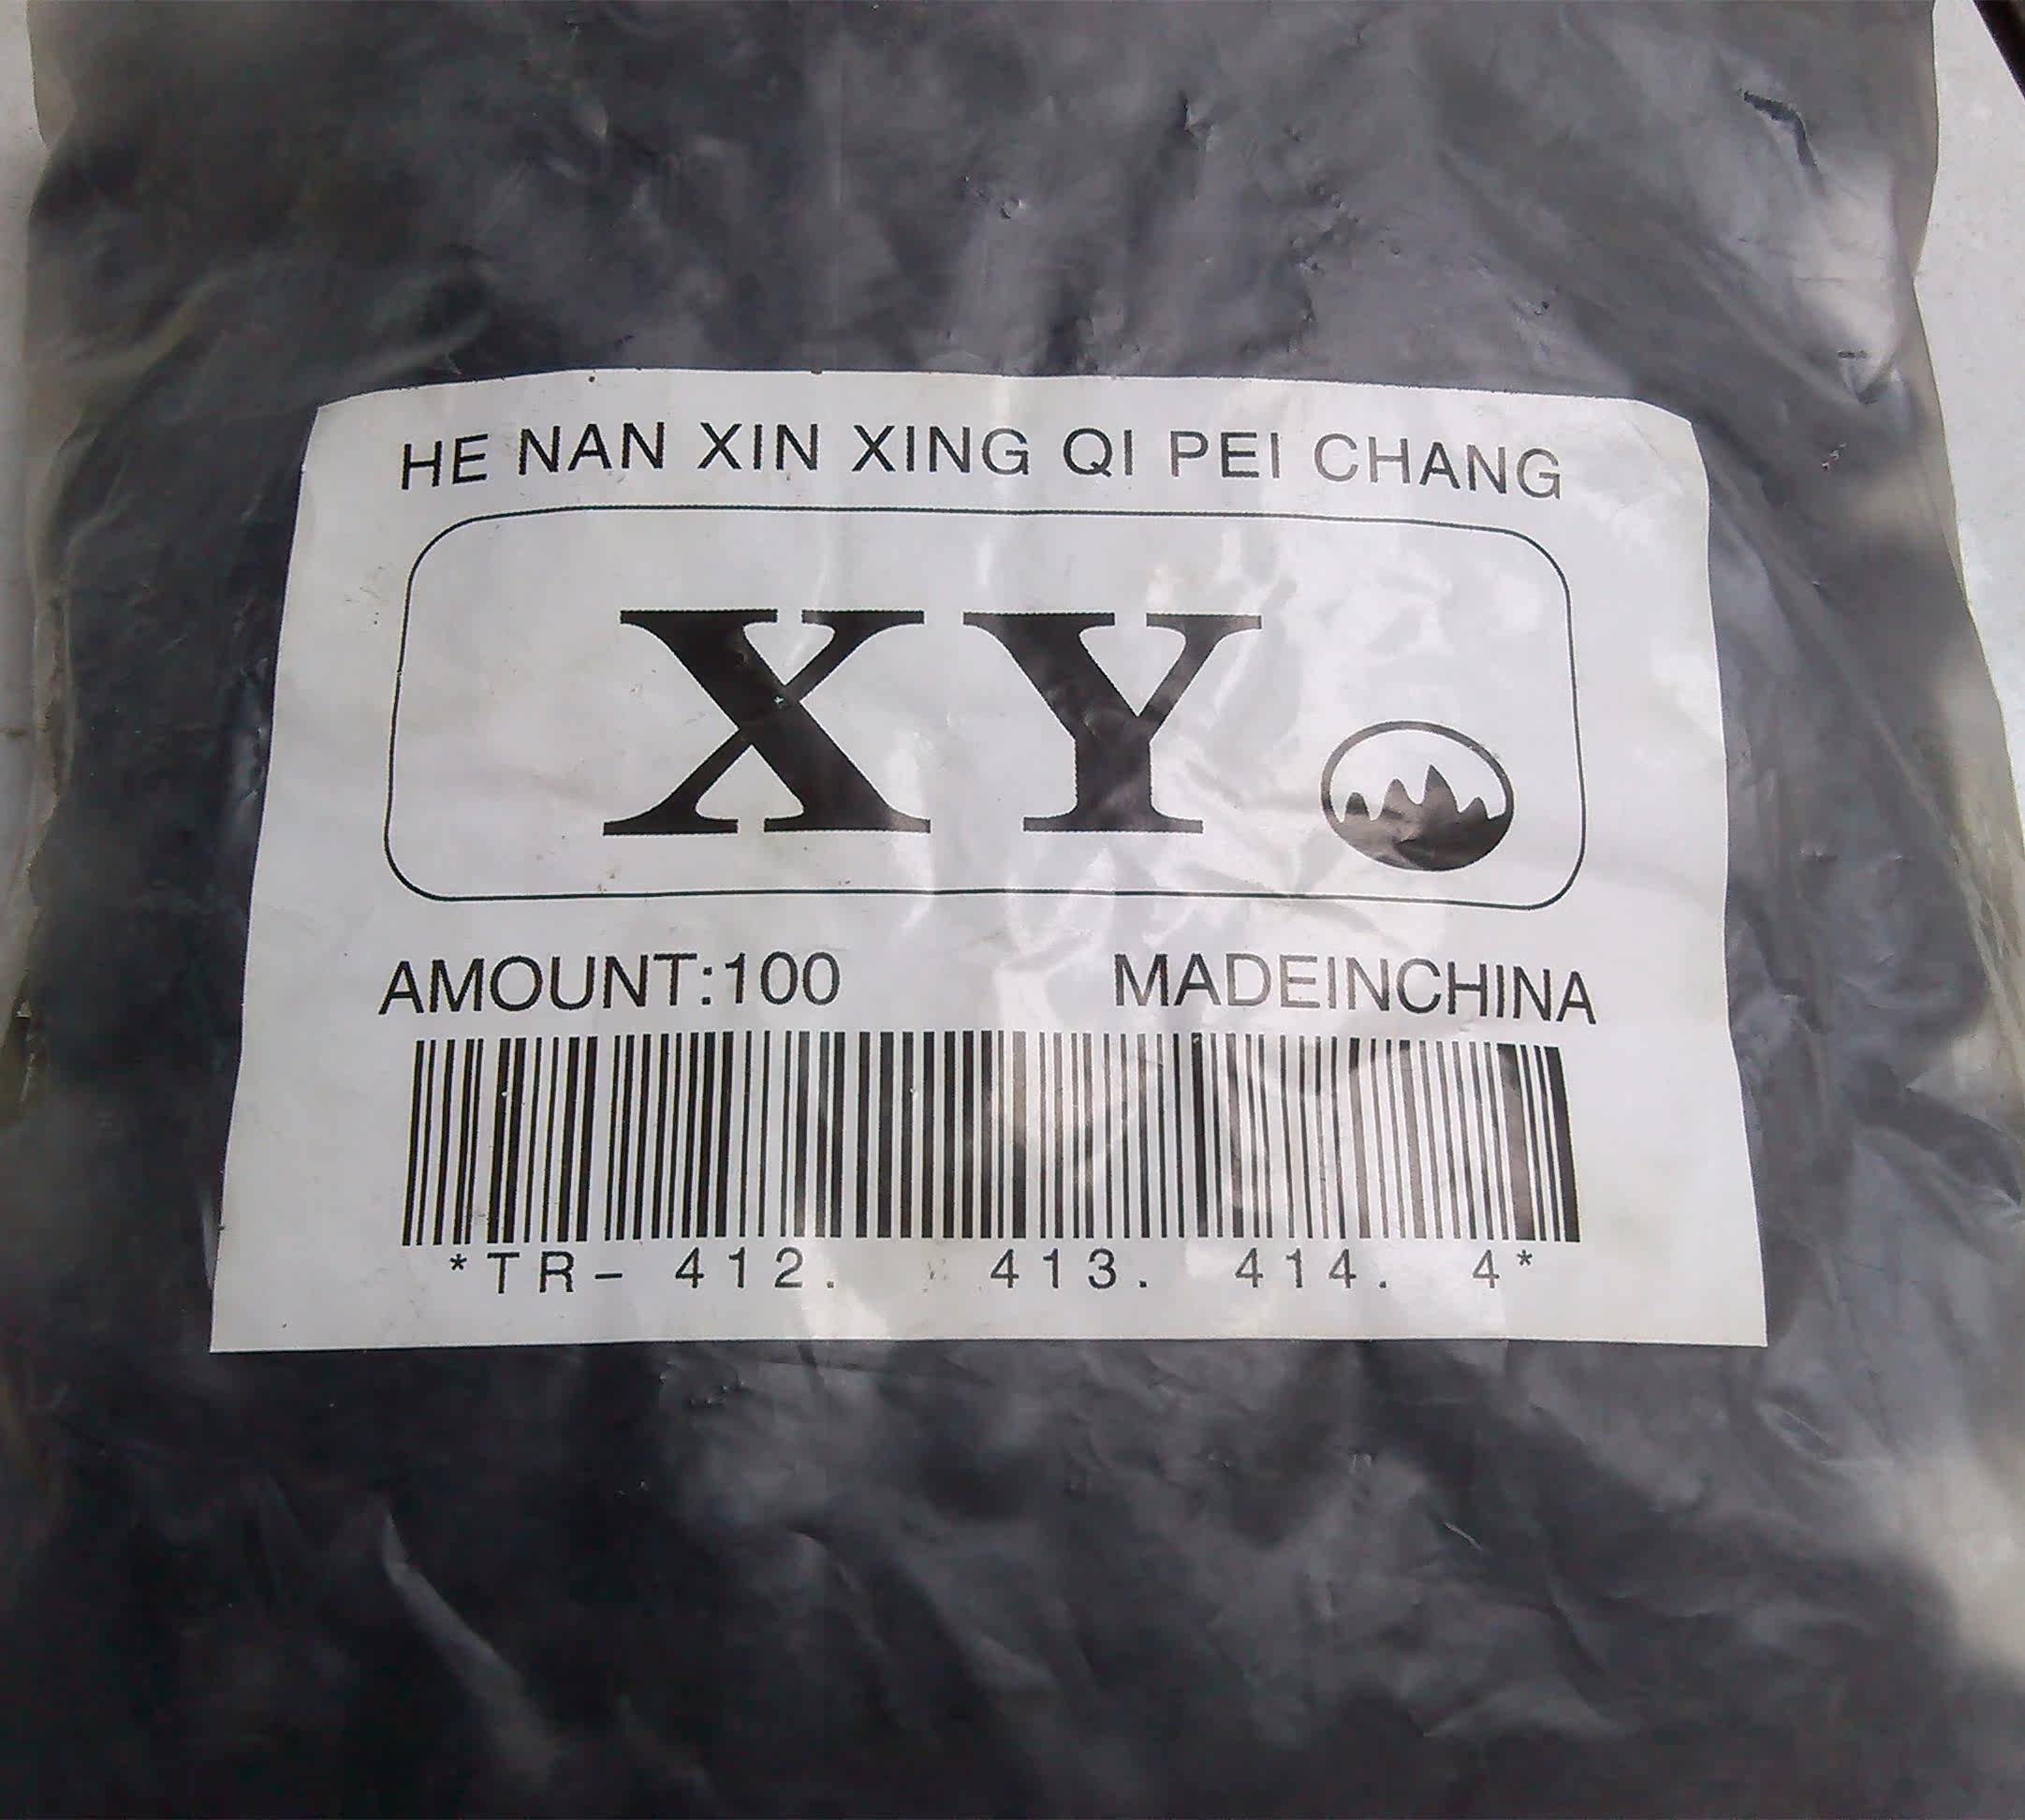 HE NAN XIN XING QI PEI CHANG
XY
AMOUNT:100 MADEINCHINA
*TR- 412. 413. 414. 4*